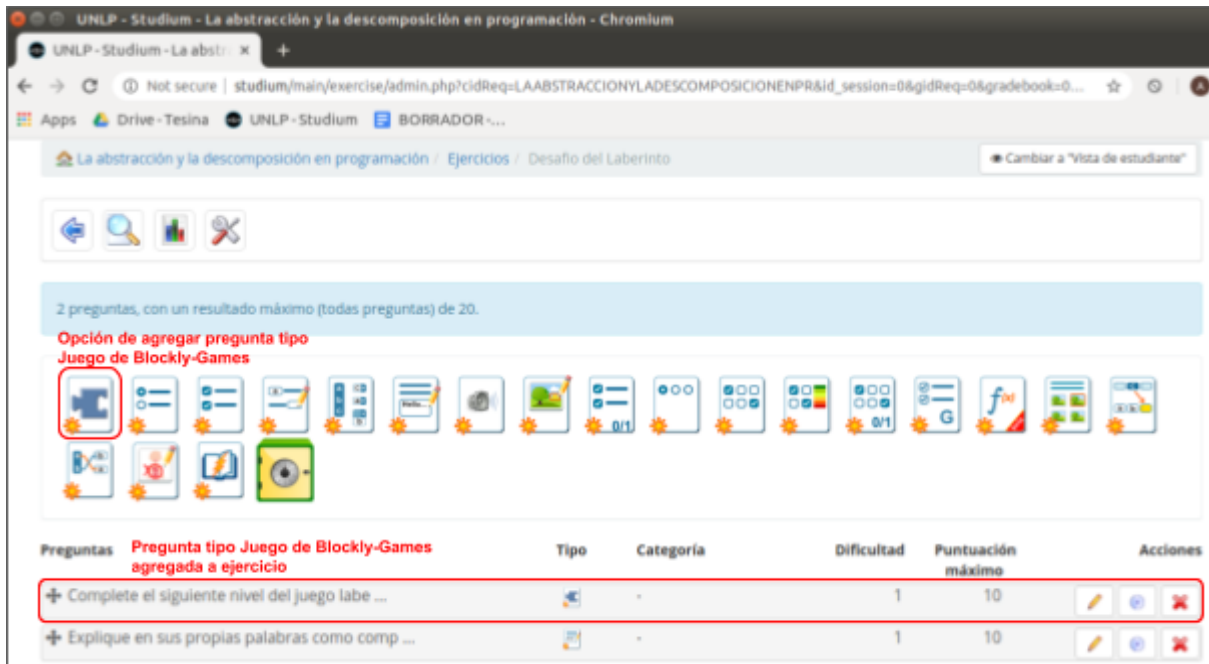 UNLP - Studium - La abstracción y la descomposición en programación - Chromium
UNLP - Studium - La abstr
Not secure | studium/main/exercise/admin.php?cidReq=LAABSTRACCIONYLADESCOMPOSICIONENPR&id_session=0&gidReq=0&gradebook=0...
Apps Drive - Tesina UNLP - Studium BORRADOR -...
La abstracción y la descomposición en programación / Ejercicios / Desafio del Laberinto
Cambiar a "Vista de estudiante"
2 preguntas, con un resultado máximo (todas preguntas) de 20.
Opción de agregar pregunta tipo
Juego de Blockly-Games
0/1
0/1
G
f(x)
Preguntas
Pregunta tipo Juego de Blockly-Games
agregada a ejercicio
Tipo Categoría Dificultad Puntuación máximo Acciones
Complete el siguiente nivel del juego labe ... - 1 10
Explique en sus propias palabras como comp ... - 1 10